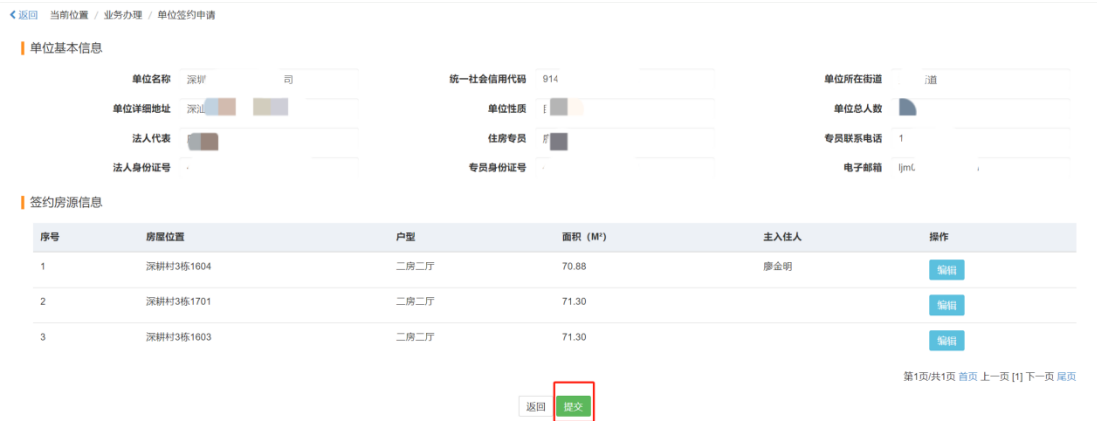 返回 当前位置 / 业务办理 / 单位签约申请
单位基本信息
单位名称 深圳 司 统一社会信用代码 914 单位所在街道 道
单位详细地址 深汕 单位性质 单位总人数
法人代表 住房专员 专员联系电话 1
法人身份证号 专员身份证号 电子邮箱 ljm
签约房源信息
序号 房屋位置 户型 面积（M²） 主入住人 操作
1 深耕村3栋1604 二房二厅 70.88 廖金明 编辑
2 深耕村3栋1701 二房二厅 71.30 编辑
3 深耕村3栋1603 二房二厅 71.30 编辑
第1页/共1页 首页 上一页 [1] 下一页 尾页
返回 提交